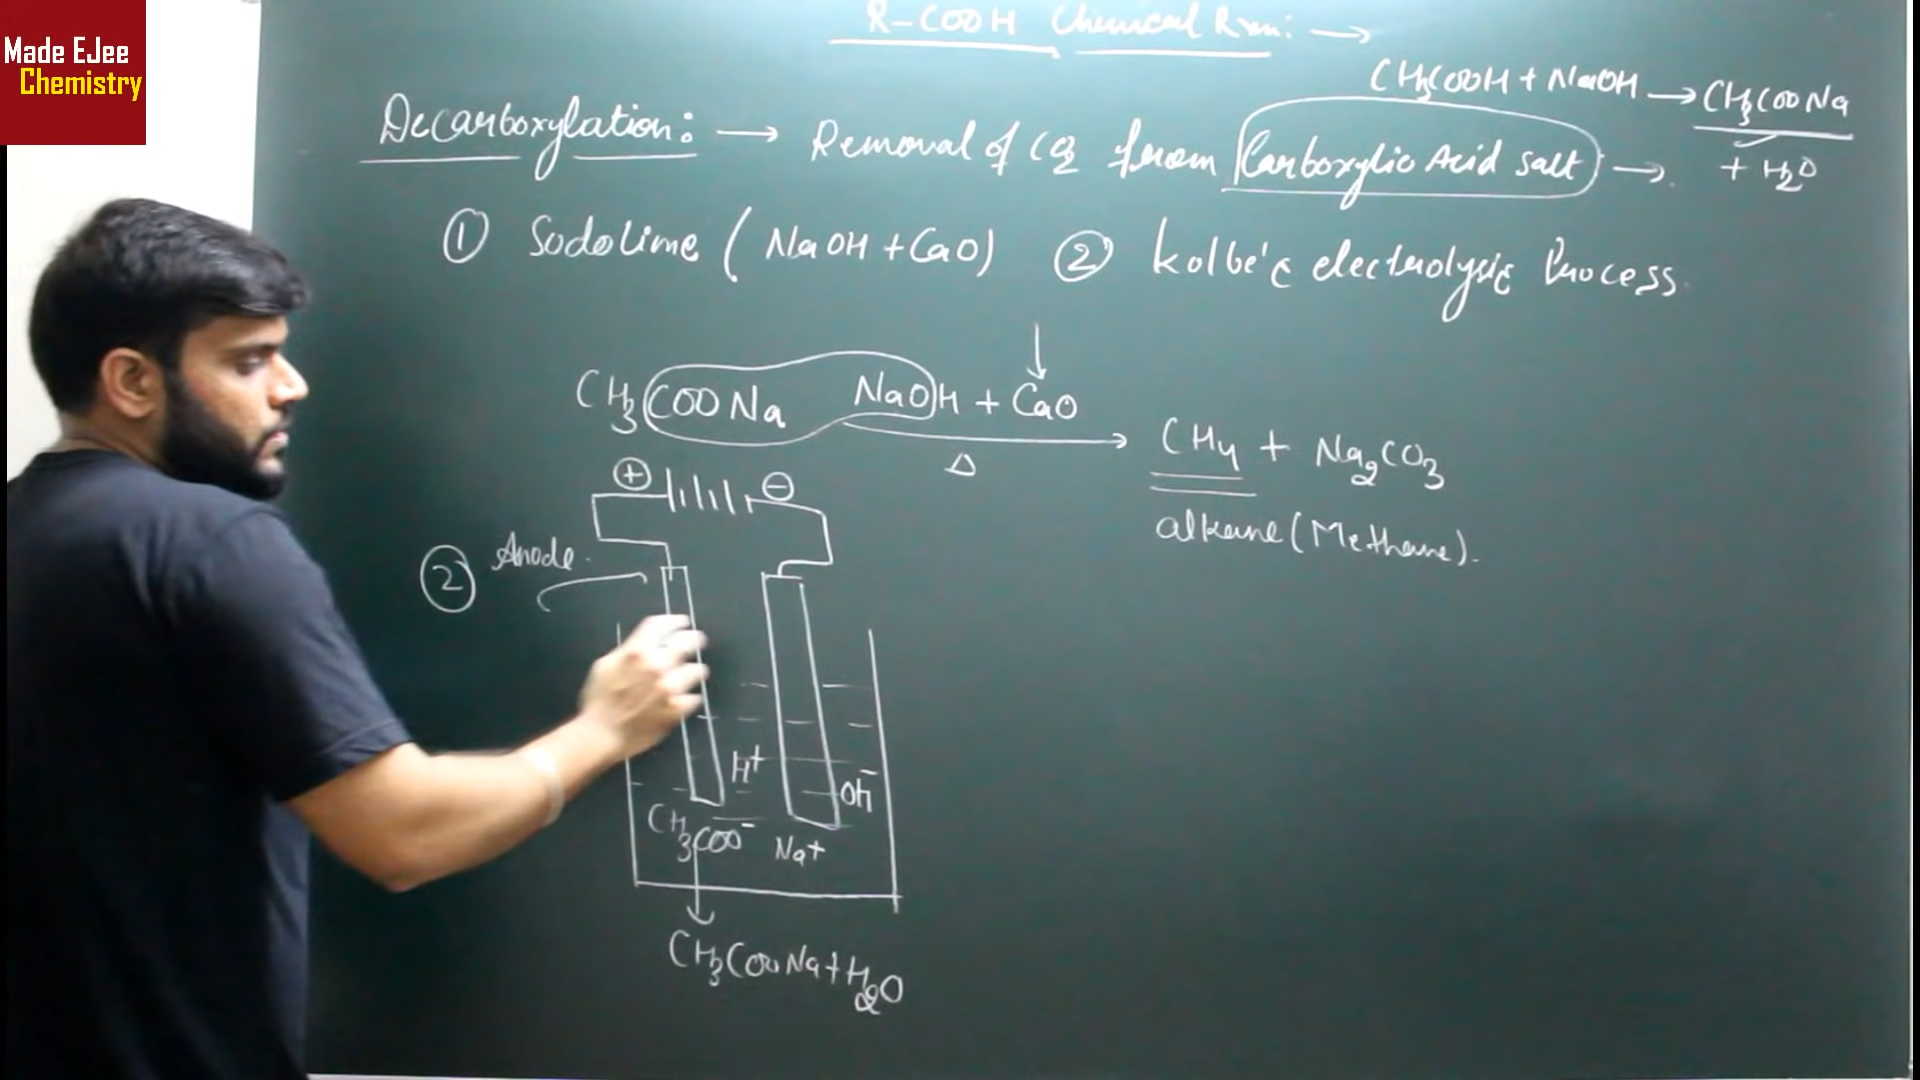 Made EJee
Chemistry
R-COOH Chemical Rxn: →
CH3COOH + NaOH → CH3COONa
+ H2O
Decarboxylation: → Removal of CO2 from Carboxylic Acid salt →
① Sodolime (NaOH + CaO) ② Kolbe's electrolysis Process
CH3COONa NaOH + CaO
Δ
CH4 + Na2CO3
alkane (Methane).
⊕ ⊖
② Anode.
H+
OH-
CH3COO- Na+
CH3COONa + H2O